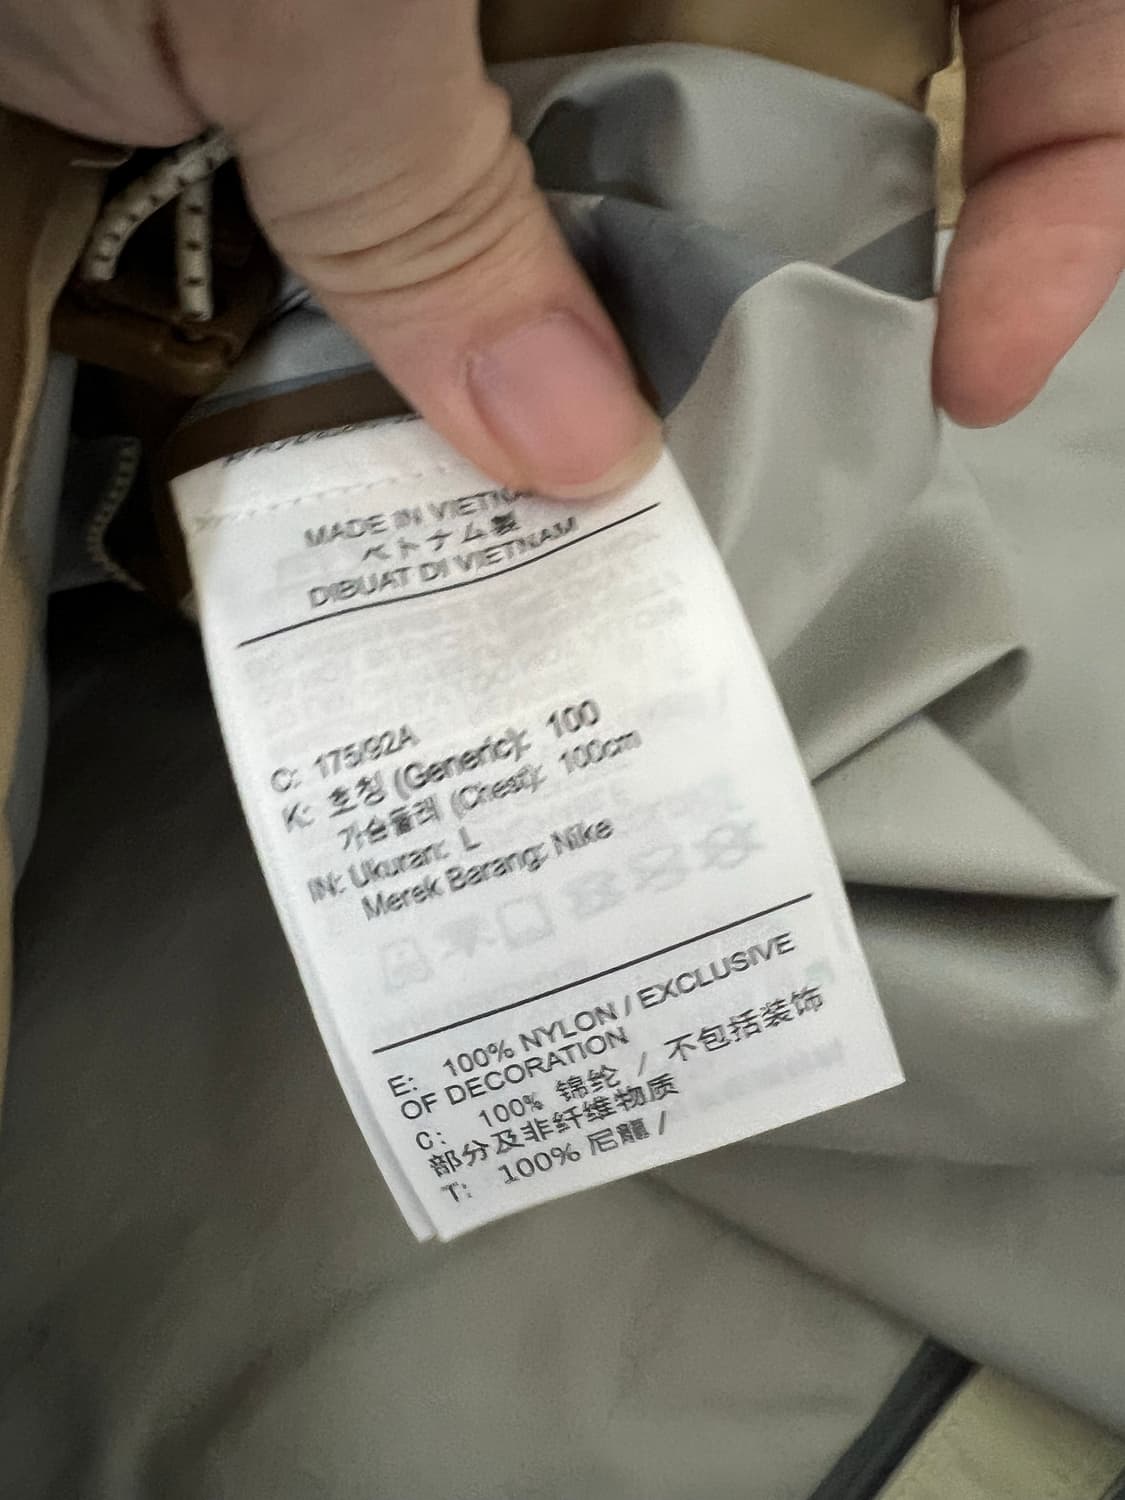 MADE IN VIETNA
ベトナム製
DIBUAT DI VIETNAM
C: 175/92A
K: 호칭 (Generic): 100
가슴둘레 (Chest): 100cm
IN: Ukuran: L
Merek Barang: Nike
E: 100% NYLON / EXCLUSIVE
OF DECORATION
C: 100% 锦纶 / 不包括装饰
部分及非纤维物质
T: 100% 尼龍 /